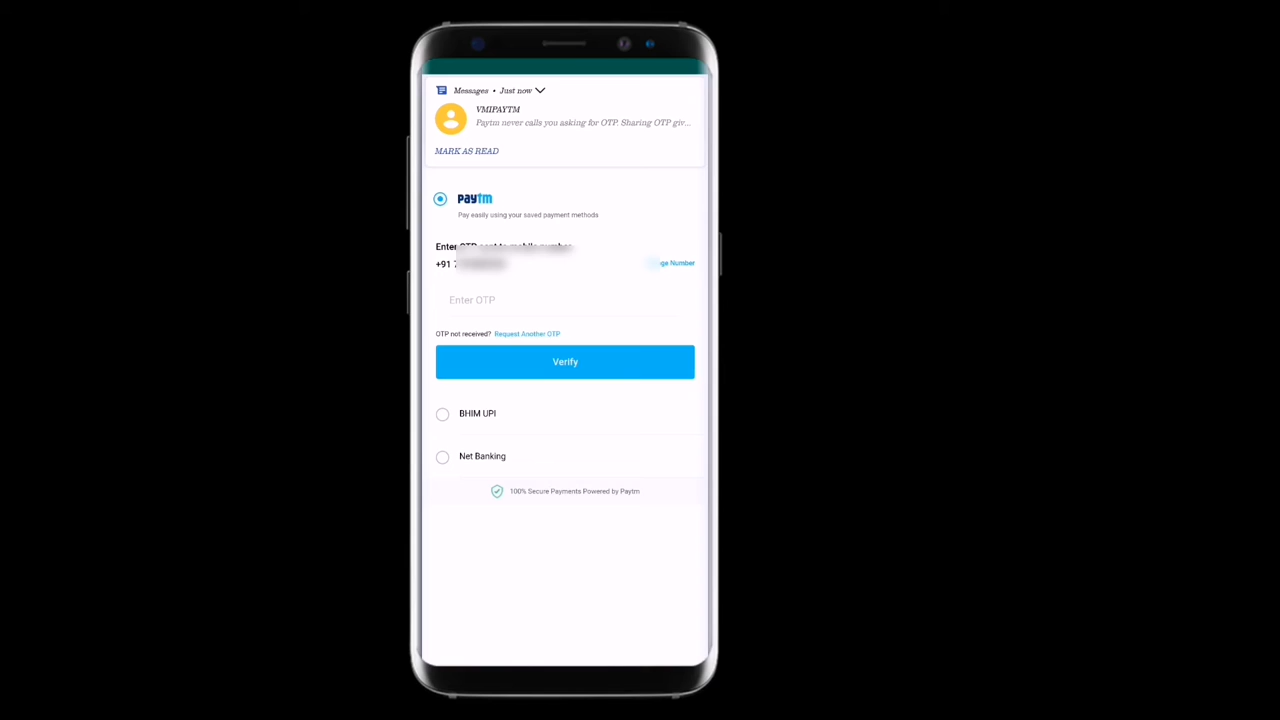 Messages • Just now
VMIPAYTM
Paytm never calls you asking for OTP. Sharing OTP giv...
MARK AS READ
paytm
Pay easily using your saved payment methods
Enter OTP sent to mobile number
+91 7
ge Number
Enter OTP
OTP not received? Request Another OTP
Verify
BHIM UPI
Net Banking
100% Secure Payments Powered by Paytm